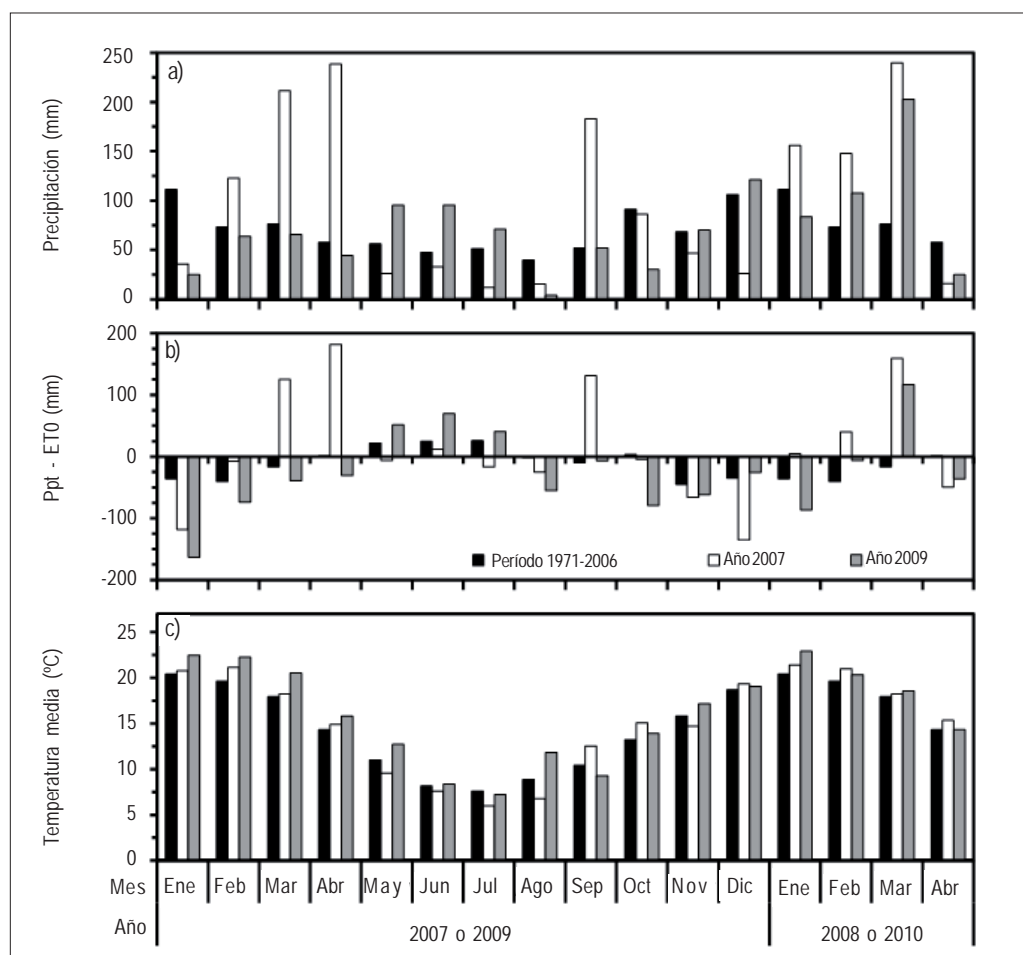 a)
Precipitación (mm)
250
200
150
100
50
0
b)
Ppt - ET0 (mm)
200
100
0
-100
-200
Período 1971-2006 Año 2007 Año 2009
c)
Temperatura media (ºC)
25
20
15
10
5
0
Mes Ene Feb Mar Abr May Jun Jul Ago Sep Oct Nov Dic Ene Feb Mar Abr
Año 2007 o 2009 2008 o 2010